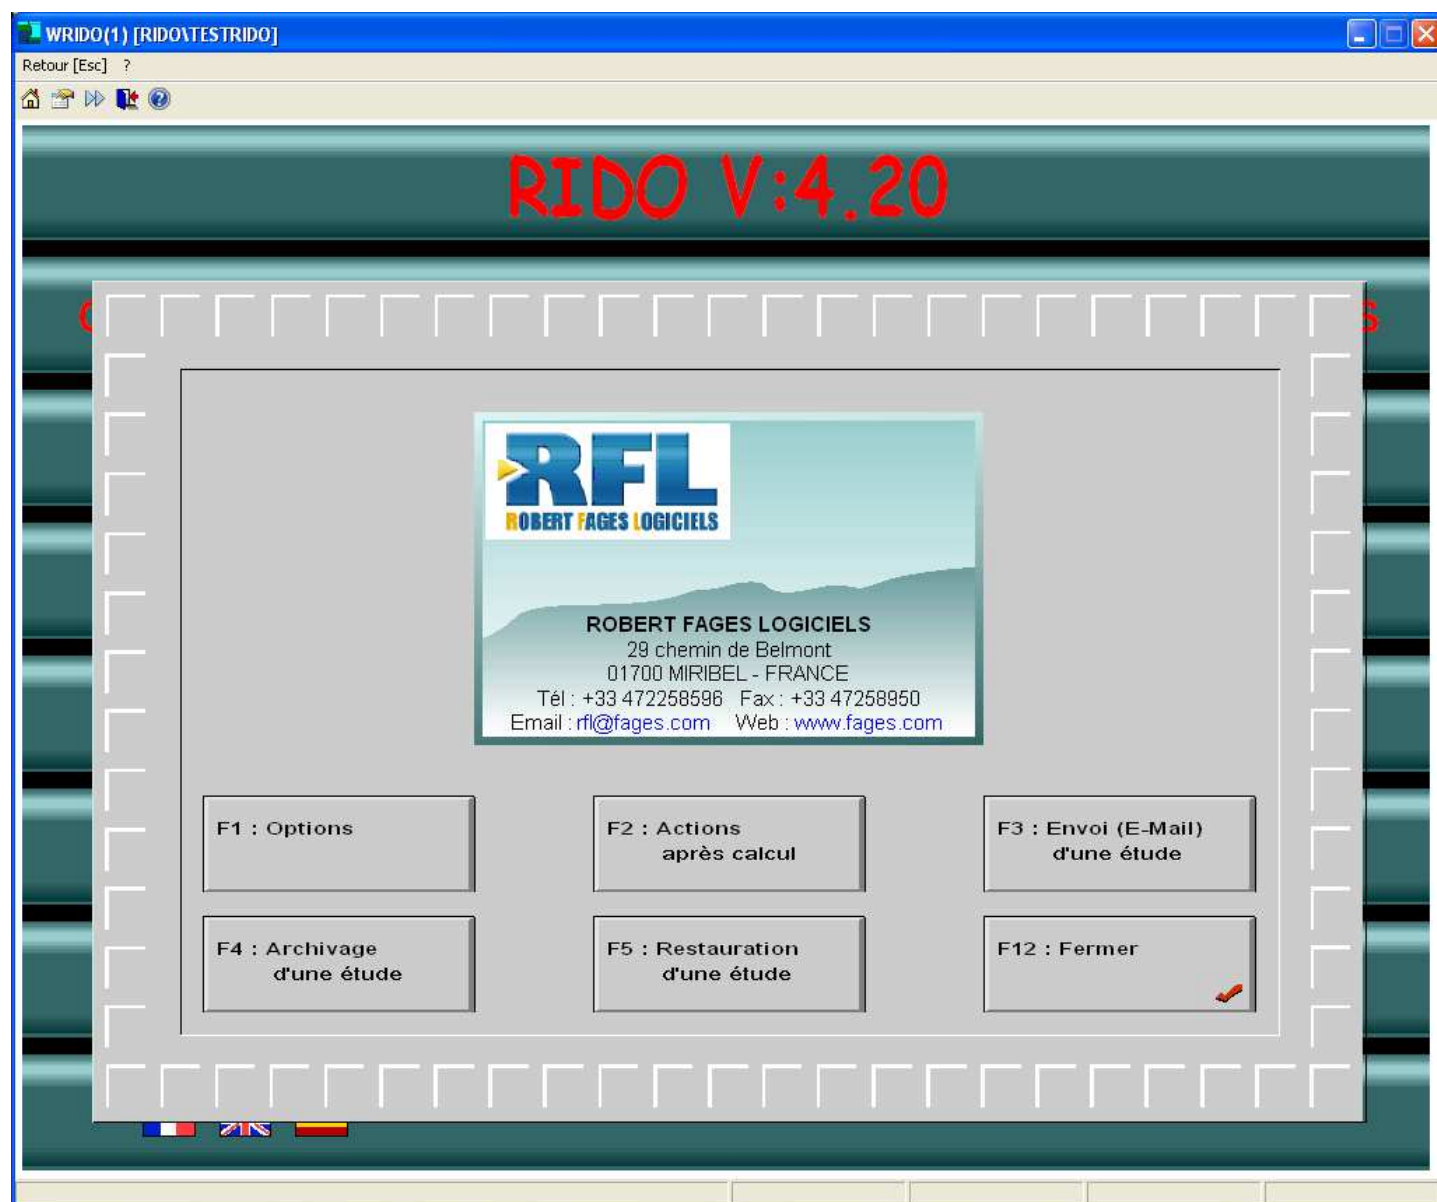 WRIDO(1) [RIDO\TESTRIDO]
Retour [Esc] ?
RIDO V:4.20
RFL
ROBERT FAGES LOGICIELS
ROBERT FAGES LOGICIELS
29 chemin de Belmont
01700 MIRIBEL - FRANCE
Tél : +33 472258596 Fax : +33 47258950
Email : rfl@fages.com Web : www.fages.com
F1 : Options
F2 : Actions
après calcul
F3 : Envoi (E-Mail)
d'une étude
F4 : Archivage
d'une étude
F5 : Restauration
d'une étude
F12 : Fermer